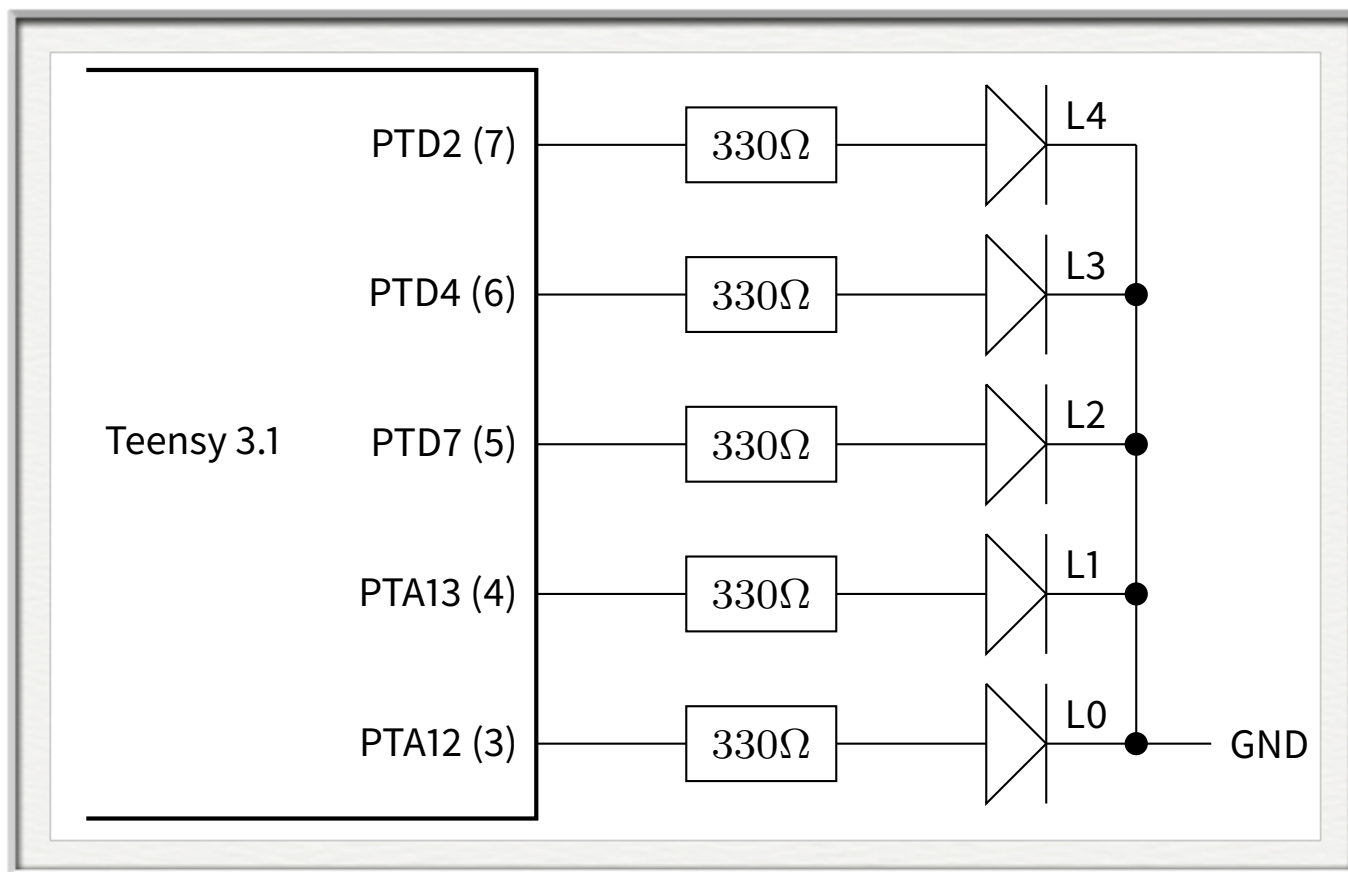 PTD2 (7)
330Ω
L4
PTD4 (6)
330Ω
L3
Teensy 3.1
PTD7 (5)
330Ω
L2
PTA13 (4)
330Ω
L1
PTA12 (3)
330Ω
L0
GND